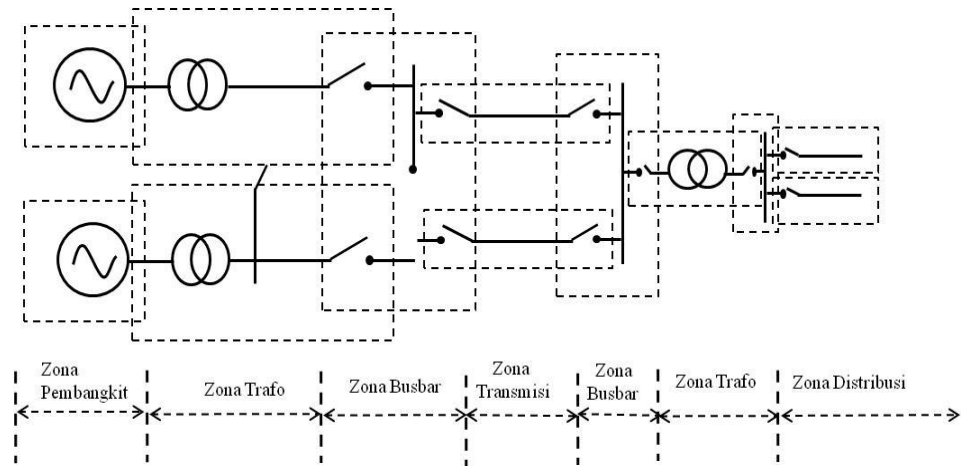 Zona
Pembangkit
Zona Trafo
Zona Busbar
Zona
Transmisi
Zona
Busbar
Zona Trafo
Zona Distribusi